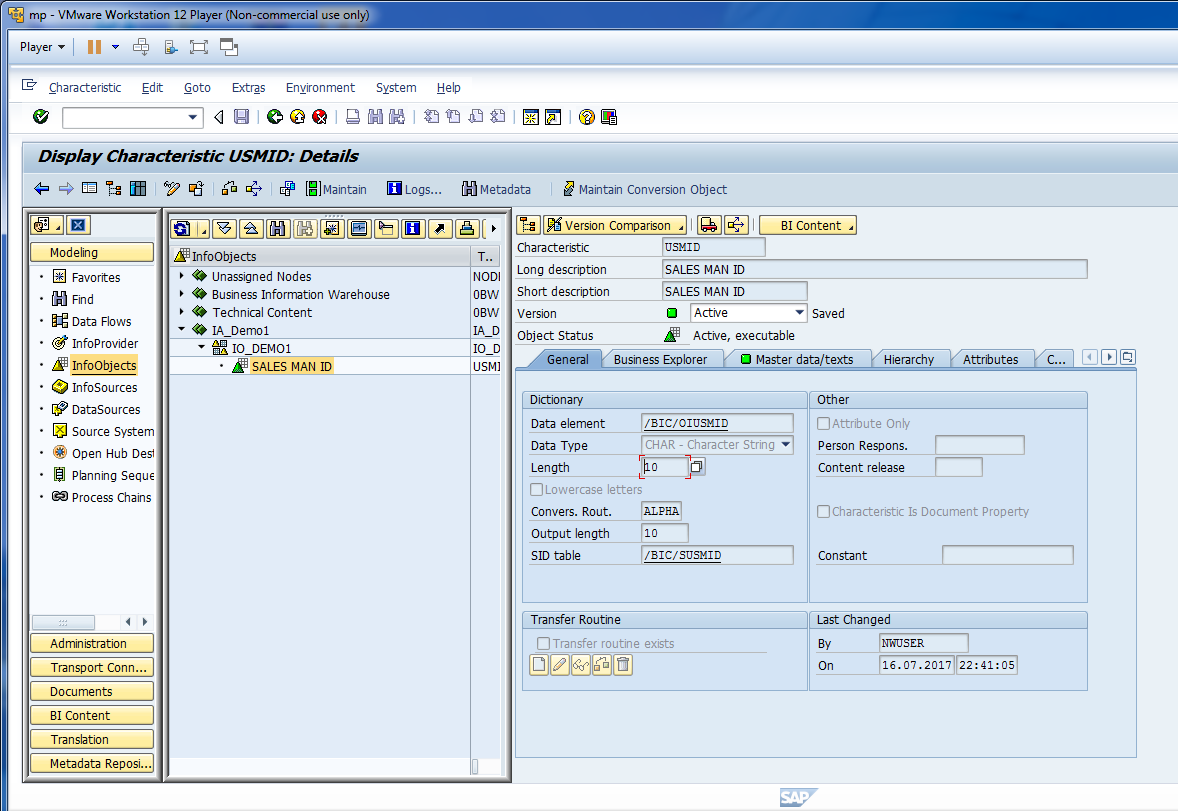 mp - VMware Workstation 12 Player (Non-commercial use only)
Player
Characteristic Edit Goto Extras Environment System Help
Display Characteristic USMID: Details
Maintain Logs... Metadata Maintain Conversion Object
Modeling
Favorites
Find
Data Flows
InfoProvider
InfoObjects
InfoSources
DataSources
Source System
Open Hub Dest
Planning Seque
Process Chains
Administration
Transport Conn...
Documents
BI Content
Translation
Metadata Reposi...
InfoObjects T..
Unassigned Nodes NODE
Business Information Warehouse 0BW
Technical Content 0BW
IA_Demo1 IA_D
IO_DEMO1 IO_D
SALES MAN ID USMI
Version Comparison BI Content
Characteristic USMID
Long description SALES MAN ID
Short description SALES MAN ID
Version Active Saved
Object Status Active, executable
General Business Explorer Master data/texts Hierarchy Attributes C...
Dictionary
Data element /BIC/OIUSMID
Data Type CHAR - Character String
Length 10
Lowercase letters
Convers. Rout. ALPHA
Output length 10
SID table /BIC/SUSMID
Other
Attribute Only
Person Respons.
Content release
Characteristic Is Document Property
Constant
Transfer Routine
Transfer routine exists
Last Changed
By NWUSER
On 16.07.2017 22:41:05
SAP